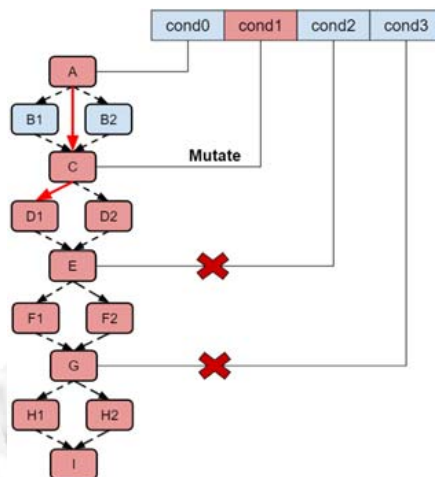 cond0 cond1 cond2 cond3
A
B1 B2
Mutate
C
D1 D2
E
F1 F2
G
H1 H2
I